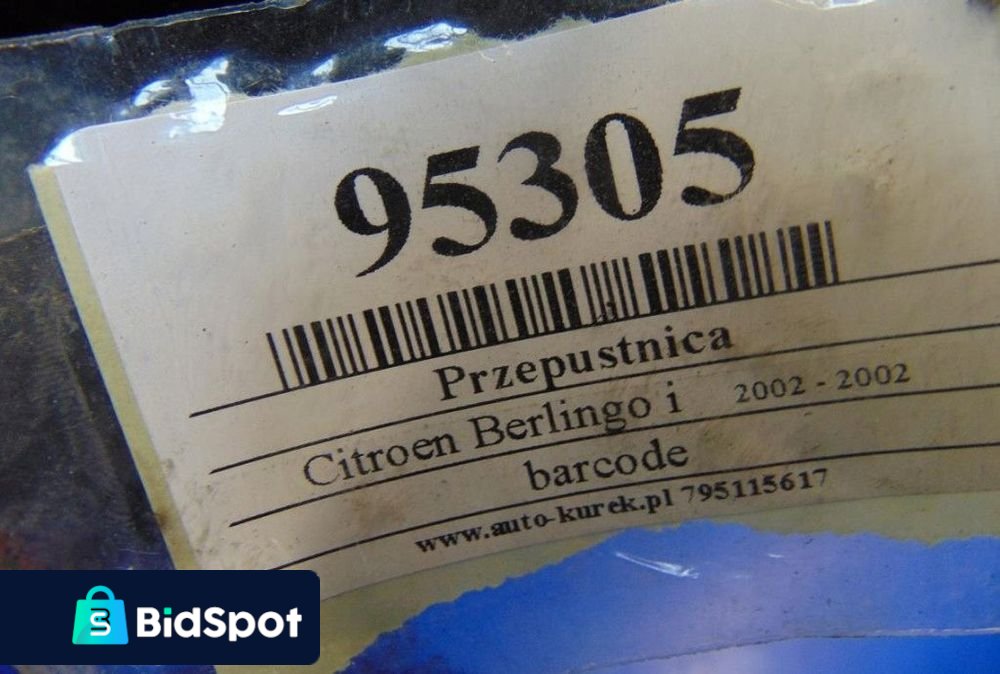 95305
Przepustnica
Citroen Berlingo i 2002 - 2002
barcode
www.auto-kurek.pl 795115617
BidSpot